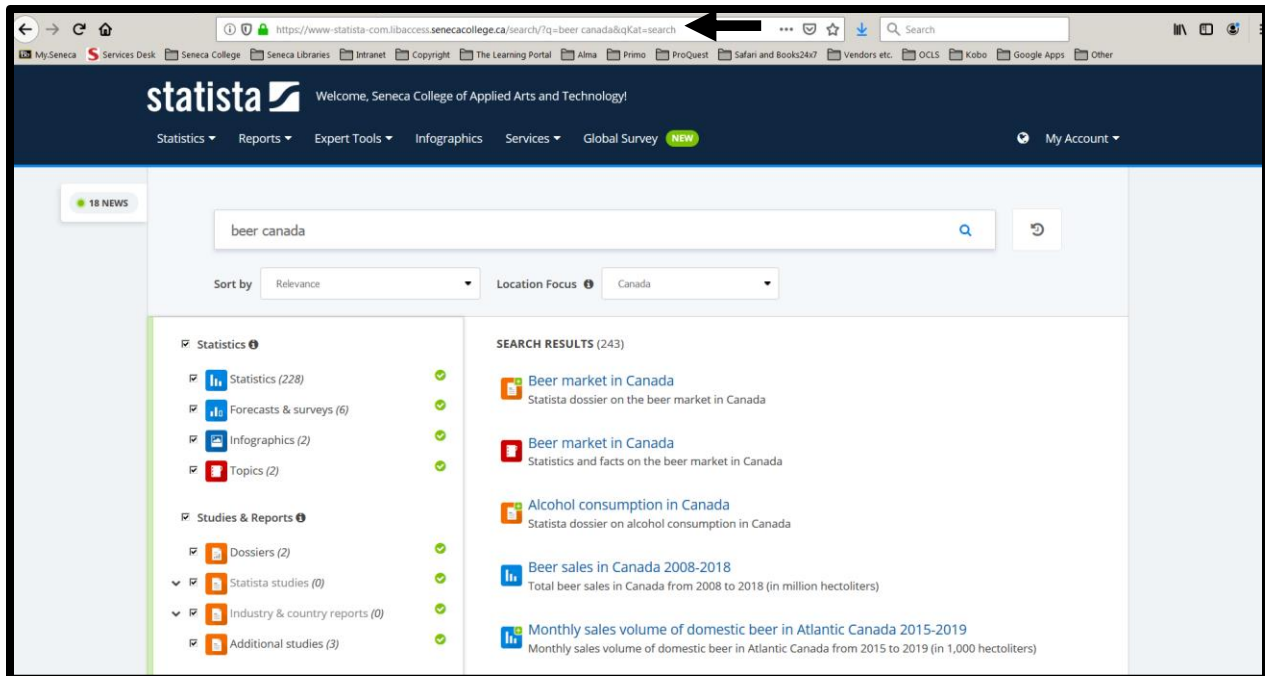 https://www-statista-com.libaccess.senecacollege.ca/search/?q=beer canada&qKat=search
Search
My.Seneca Services Desk Seneca College Seneca Libraries Intranet Copyright The Learning Portal Alma Primo ProQuest Safari and Books24x7 Vendors etc. OCLS Kobo Google Apps Other
statista Welcome, Seneca College of Applied Arts and Technology!
Statistics Reports Expert Tools Infographics Services Global Survey NEW My Account
18 NEWS
beer canada
Sort by Relevance Location Focus Canada
Statistics
Statistics (228)
Forecasts & surveys (6)
Infographics (2)
Topics (2)
Studies & Reports
Dossiers (2)
Statista studies (0)
Industry & country reports (0)
Additional studies (3)
SEARCH RESULTS (243)
Beer market in Canada
Statista dossier on the beer market in Canada
Beer market in Canada
Statistics and facts on the beer market in Canada
Alcohol consumption in Canada
Statista dossier on alcohol consumption in Canada
Beer sales in Canada 2008-2018
Total beer sales in Canada from 2008 to 2018 (in million hectoliters)
Monthly sales volume of domestic beer in Atlantic Canada 2015-2019
Monthly sales volume of domestic beer in Atlantic Canada from 2015 to 2019 (in 1,000 hectoliters)